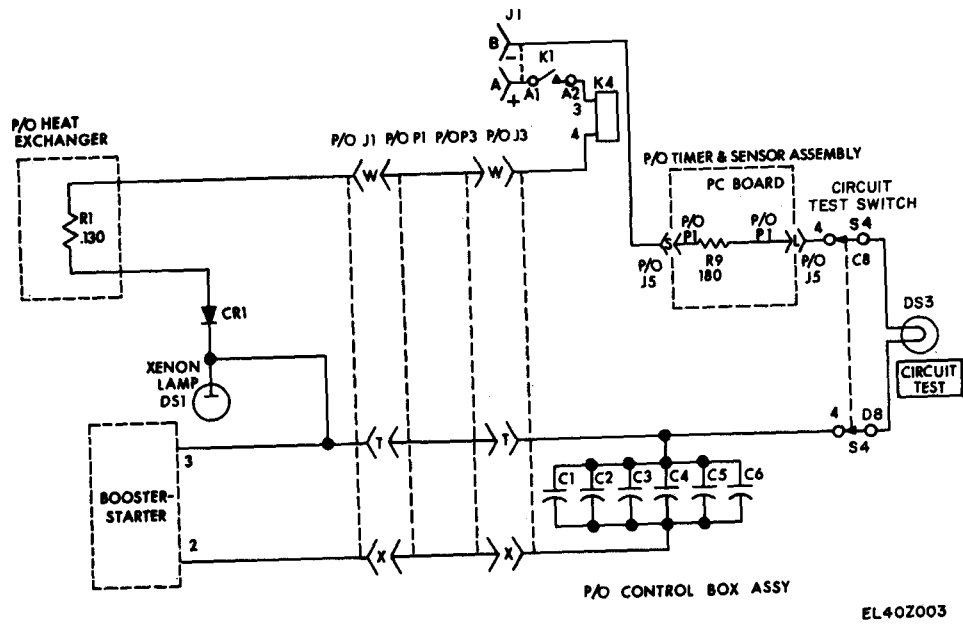 J1
B
−
K1
A
+
A1
A2
K4
3
4
P/O HEAT
EXCHANGER
P/O J1
P/O P1
P/O P3
P/O J3
W
W
R1
.130
P/O TIMER & SENSOR ASSEMBLY
PC BOARD
CIRCUIT
TEST SWITCH
P/O
P1
P/O
P1
S
L
4
S4
C8
P/O
J5
R9
180
P/O
J5
CR1
DS3
XENON
LAMP
DS1
CIRCUIT
TEST
3
T
T
4
D8
S4
C1
C2
C3
C4
C5
C6
BOOSTER-
STARTER
2
X
X
P/O CONTROL BOX ASSY
EL40Z003